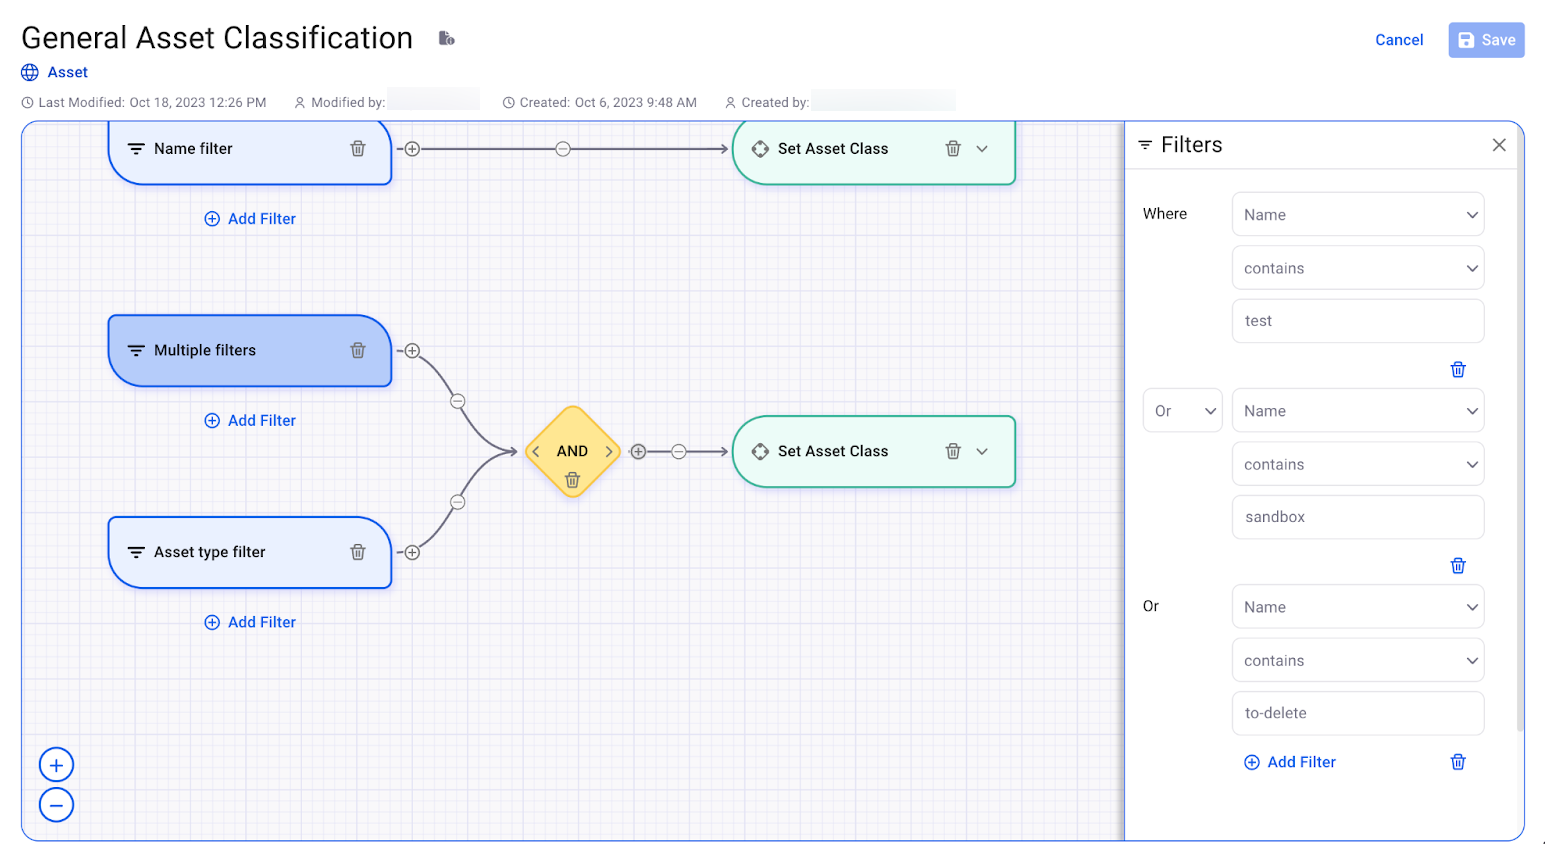 General Asset Classification
Cancel
Save
Asset
Last Modified: Oct 18, 2023 12:26 PM
Modified by:
Created: Oct 6, 2023 9:48 AM
Created by:
Name filter
Set Asset Class
Add Filter
Multiple filters
Add Filter
AND
Set Asset Class
Asset type filter
Add Filter
Filters
Where
Name
contains
test
Or
Name
contains
sandbox
Or
Name
contains
to-delete
Add Filter